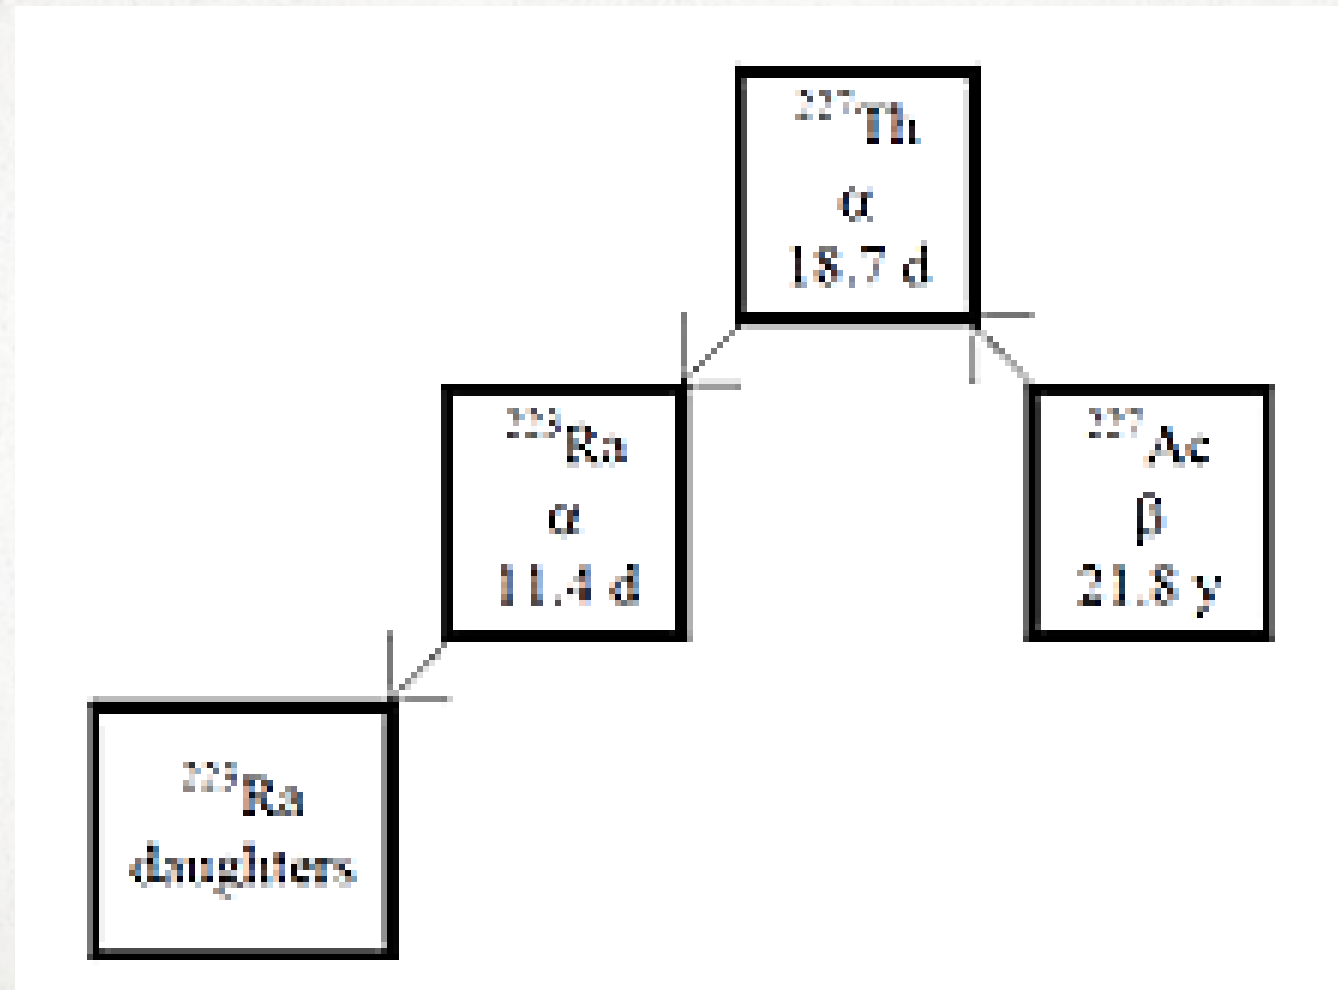 ²²⁷Th
α
18.7 d
²²³Ra
α
11.4 d
²²⁷Ac
β
21.8 y
²²³Ra
daughters